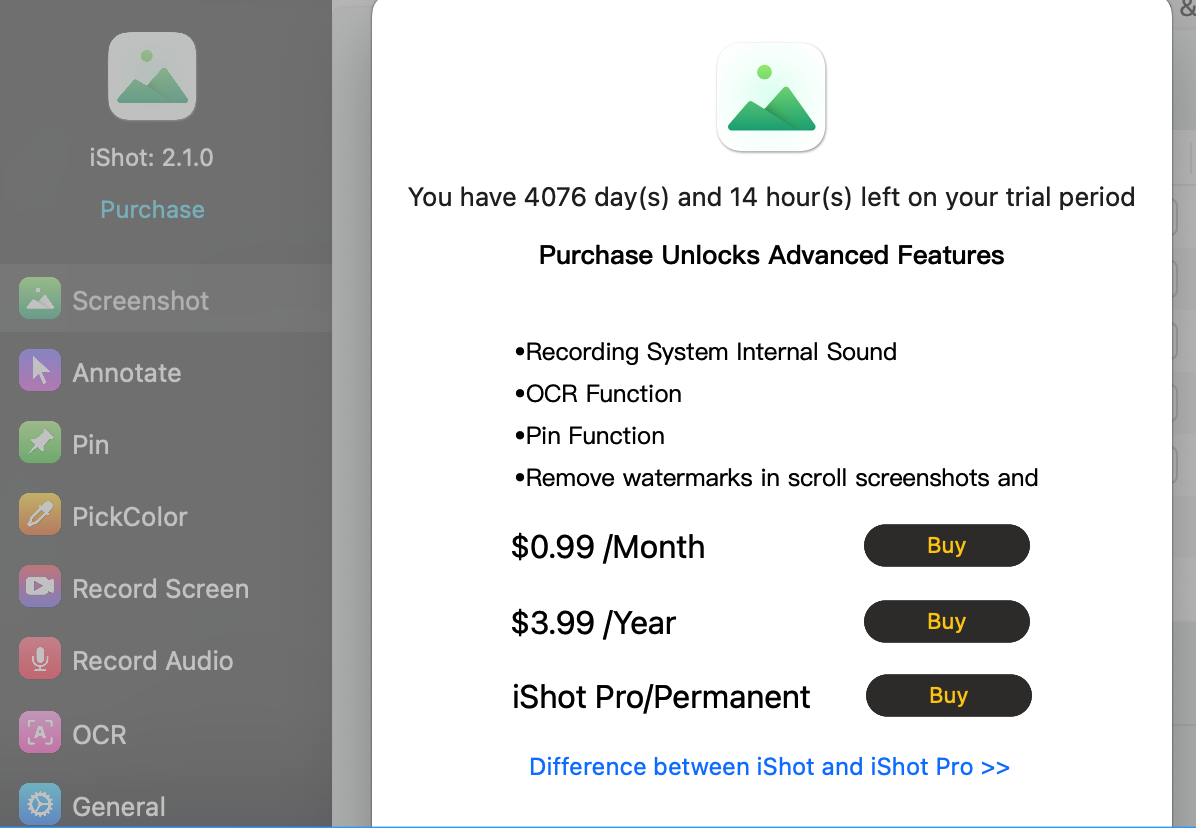 iShot: 2.1.0
Purchase
Screenshot
Annotate
Pin
PickColor
Record Screen
Record Audio
OCR
General
&
You have 4076 day(s) and 14 hour(s) left on your trial period
Purchase Unlocks Advanced Features
•Recording System Internal Sound
•OCR Function
•Pin Function
•Remove watermarks in scroll screenshots and
$0.99 /Month Buy
$3.99 /Year Buy
iShot Pro/Permanent Buy
Difference between iShot and iShot Pro >>